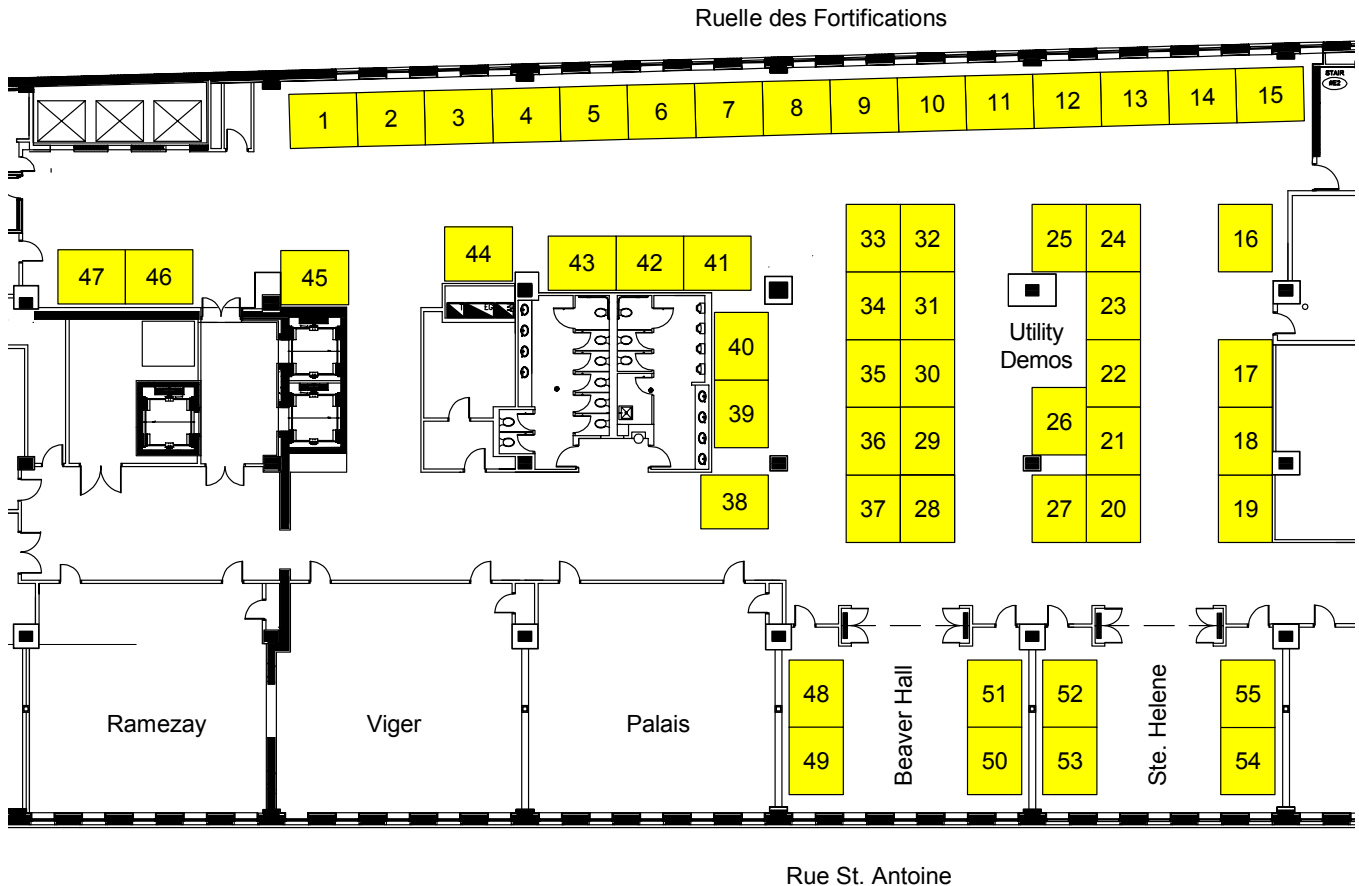 Ruelle des Fortifications
STAIR
#E2
1 2 3 4 5 6 7 8 9 10 11 12 13 14 15
33 32 25 24 16
47 46 45 44 43 42 41
34 31 23
Utility
Demos
40 35 30 22 17
39 36 29 26 21 18
38 37 28 27 20 19
48 51 52 55
Ramezay Viger Palais Beaver Hall Ste. Helene
49 50 53 54
Rue St. Antoine